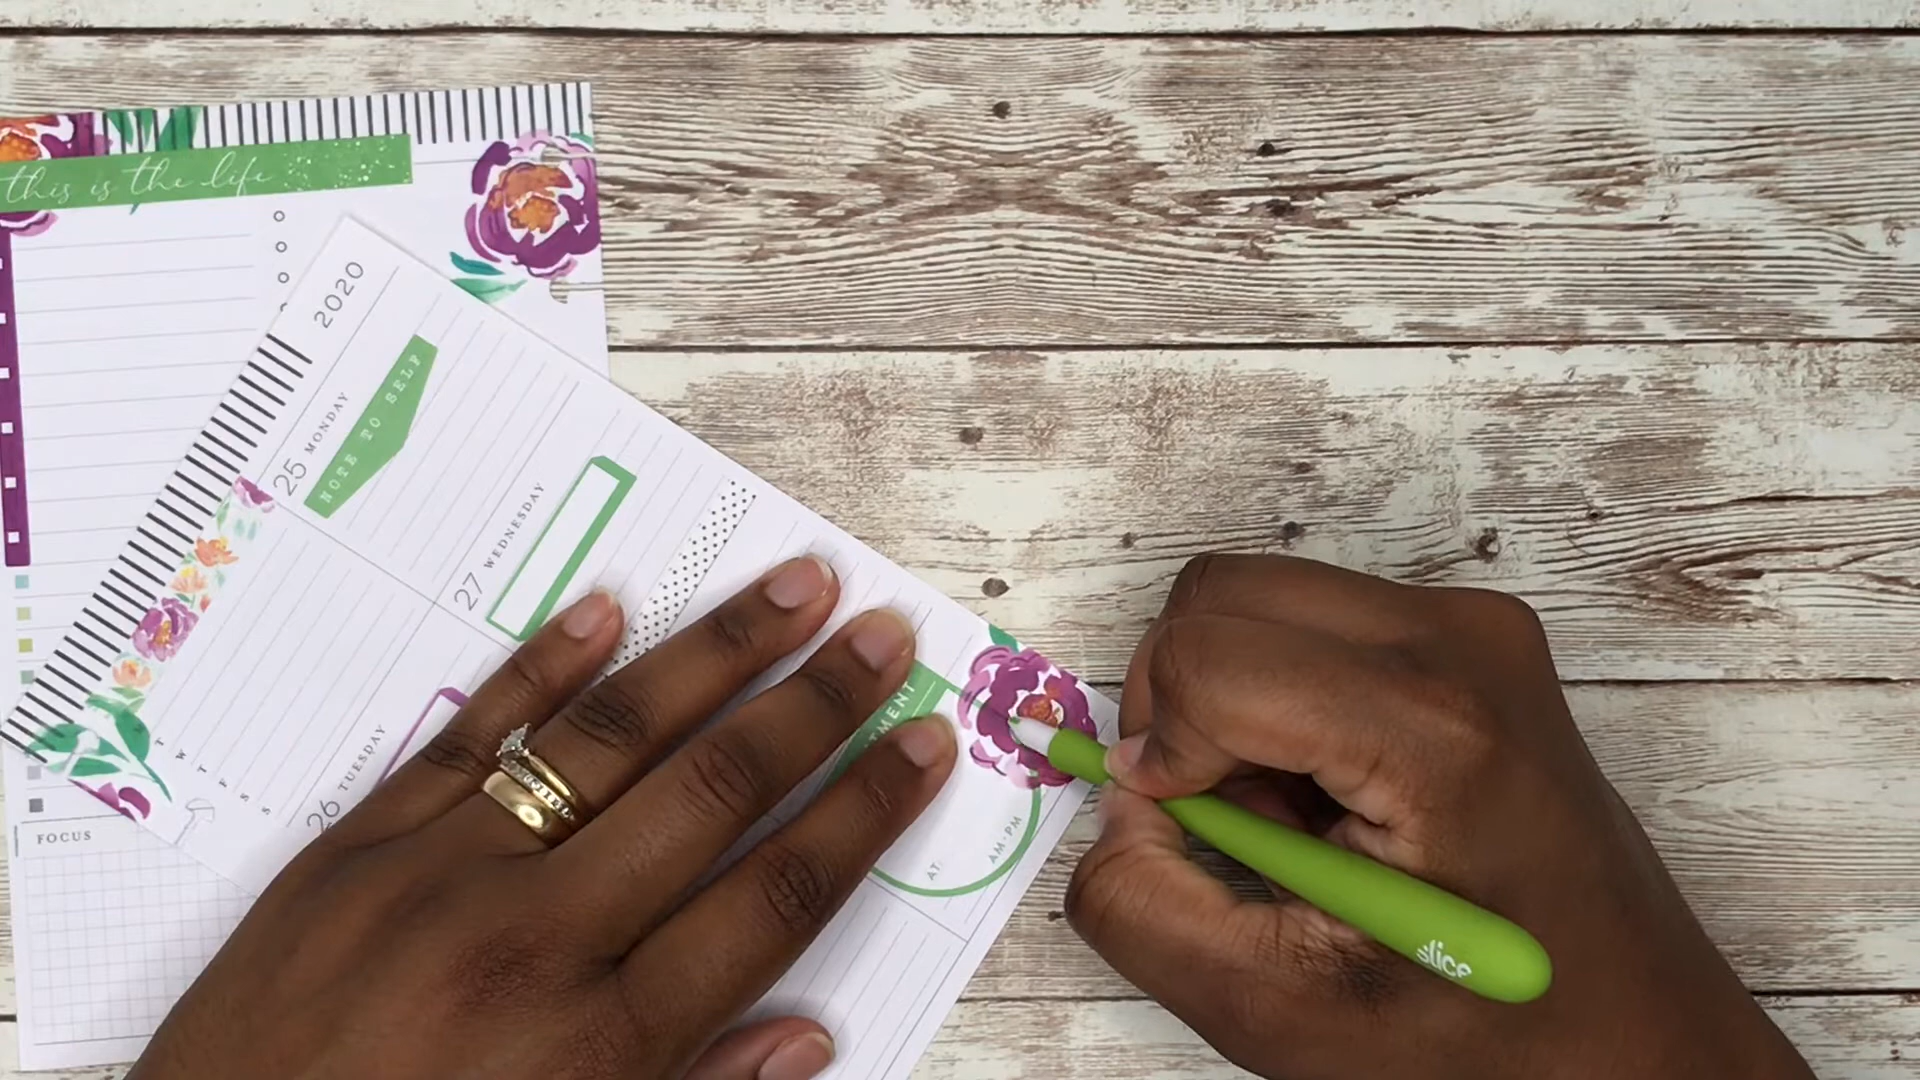 this is the life
2020
25 MONDAY
NOTE TO SELF
27 WEDNESDAY
T
W
T
F
S
S
26 TUESDAY
AT:
AM·PM
FOCUS
slice